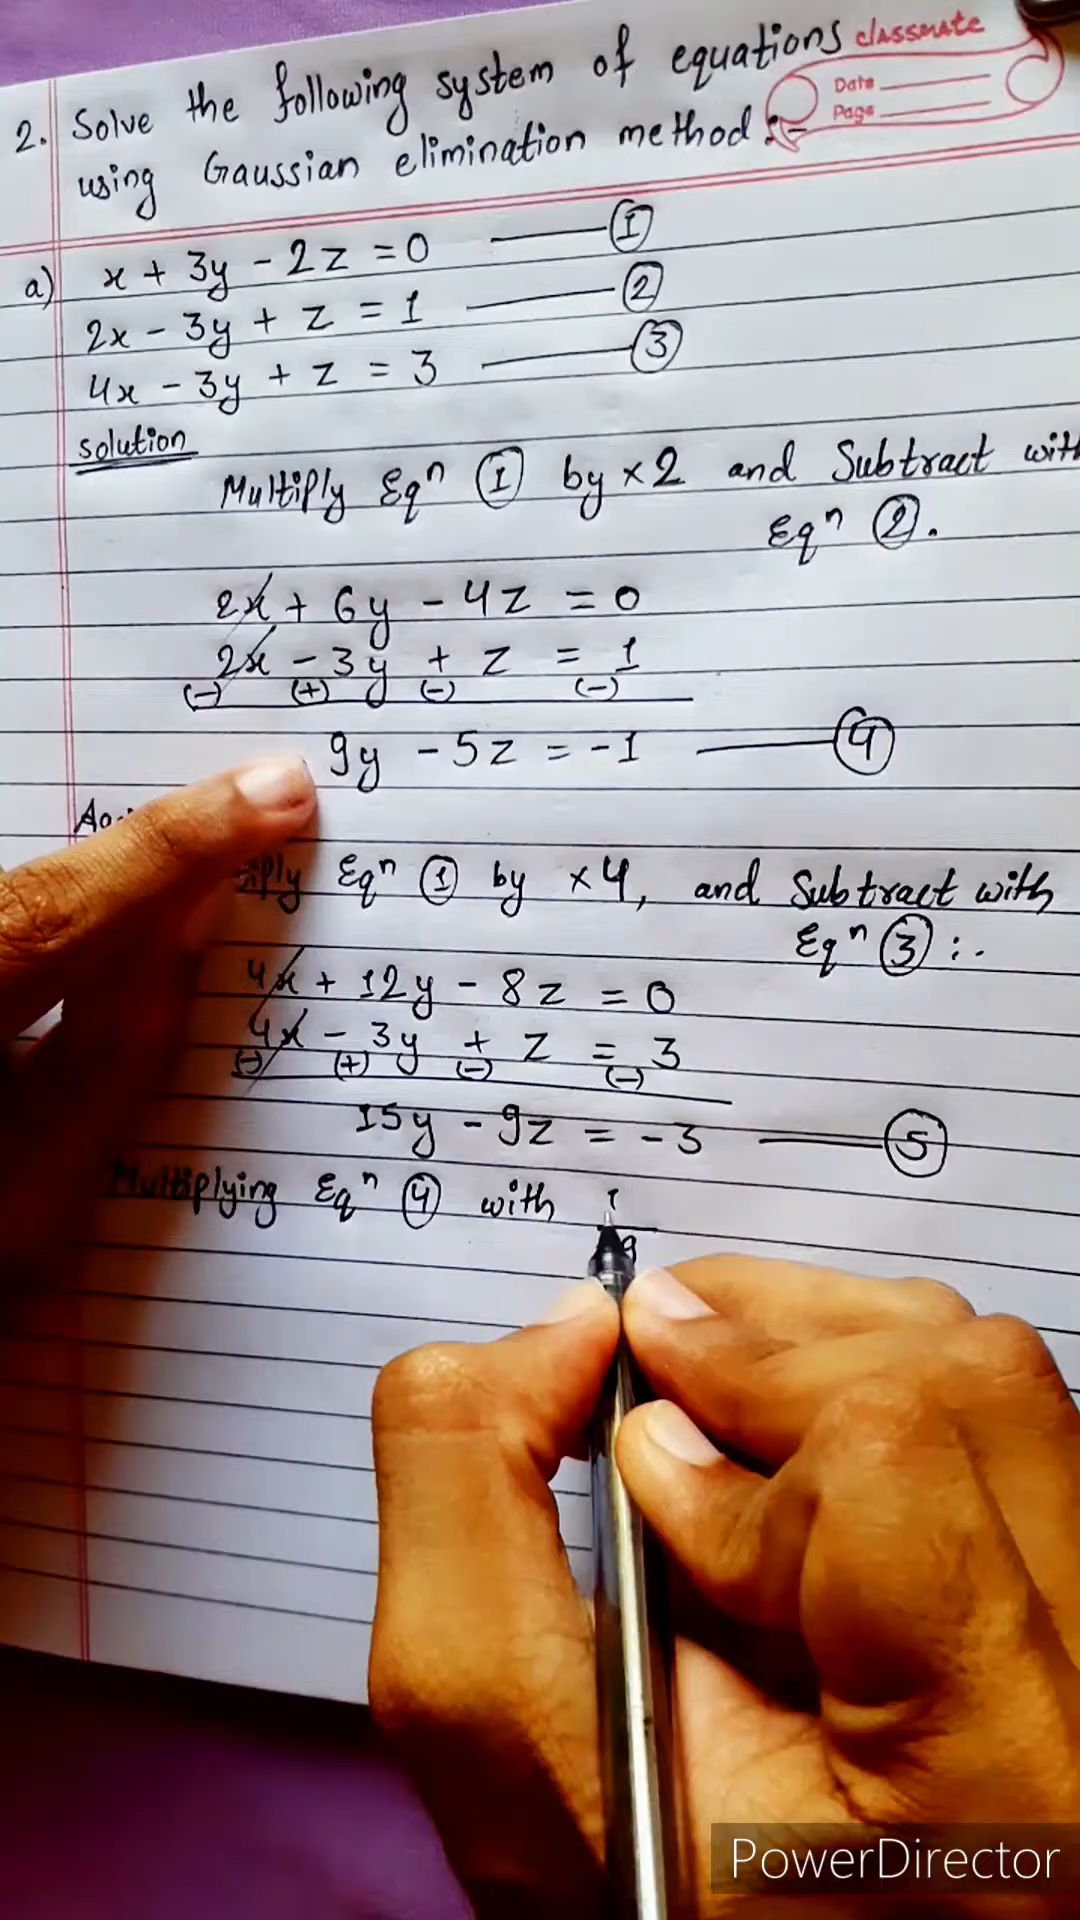 classmate
Date
Page
2. Solve the following system of equations
using Gaussian elimination method :-
a) x + 3y - 2z = 0 ——— ①
2x - 3y + z = 1 ——— ②
4x - 3y + z = 3 ——— ③
solution
Multiply Eqⁿ ① by ×2 and Subtract with
Eqⁿ ②.
2x + 6y - 4z = 0
2x - 3y + z = 1
(-) (+) (-) (-)
9y - 5z = -1 ——— ④
Eqⁿ ① by ×4, and Subtract with
Eqⁿ ③ :.
4x + 12y - 8z = 0
4x - 3y + z = 3
(-) (+) (-) (-)
15y - 9z = -3 ——— ⑤
Multiplying Eqⁿ ④ with 1
9
PowerDirector